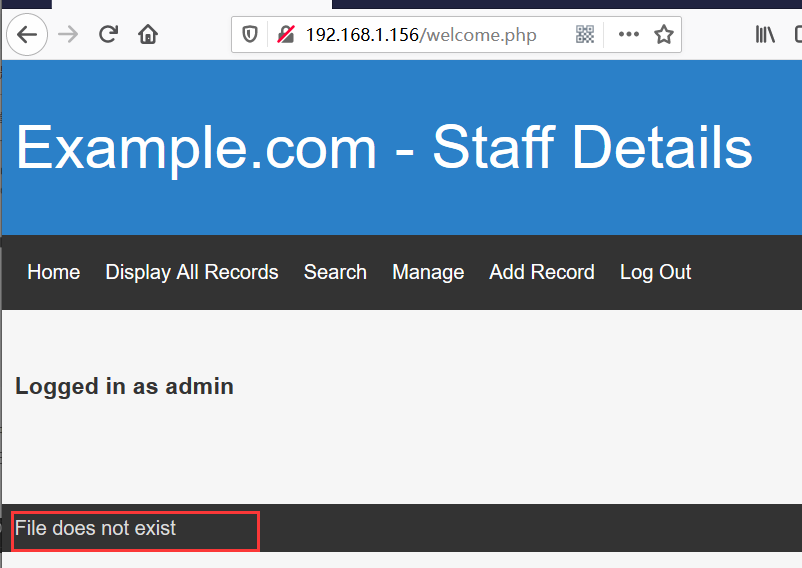 192.168.1.156/welcome.php
Example.com - Staff Details
Home Display All Records Search Manage Add Record Log Out
Logged in as admin
File does not exist